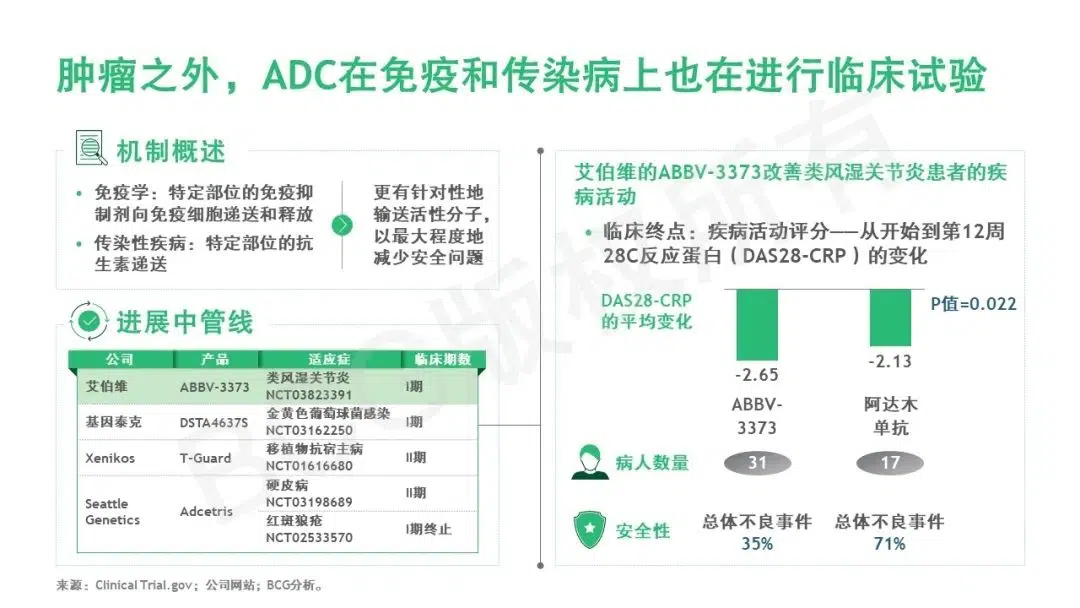 肿瘤之外，ADC在免疫和传染病上也在进行临床试验
机制概述
• 免疫学：特定部位的免疫抑
制剂向免疫细胞递送和释放
• 传染性疾病：特定部位的抗
生素递送
更有针对性地
输送活性分子，
以最大程度地
减少安全问题
进展中管线
公司 产品 适应症 临床期数
艾伯维 ABBV-3373 类风湿关节炎 I期
NCT03823391
基因泰克 DSTA4637S 金黄色葡萄球菌感染 I期
NCT03162250
Xenikos T-Guard 移植物抗宿主病 II期
NCT01616680
Seattle
Genetics
Adcetris
硬皮病 II期
NCT03198689
红斑狼疮 I期终止
NCT02533570
艾伯维的ABBV-3373改善类风湿关节炎患者的疾
病活动
• 临床终点：疾病活动评分——从开始到第12周
28C反应蛋白（DAS28-CRP）的变化
DAS28-CRP
的平均变化
P值=0.022
-2.65 -2.13
ABBV-
3373
阿达木
单抗
病人数量 31 17
安全性
总体不良事件 总体不良事件
35% 71%
来源：Clinical Trial.gov；公司网站；BCG分析。
BCG版权所有